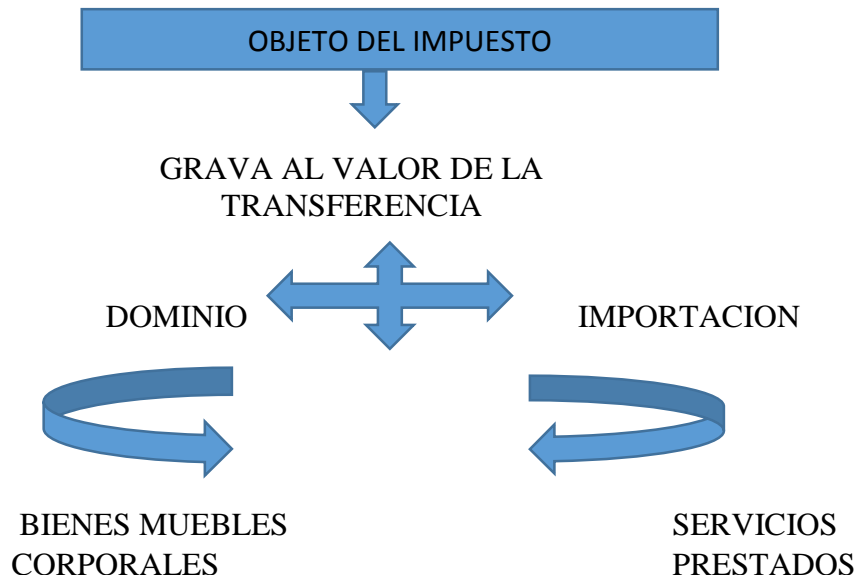 OBJETO DEL IMPUESTO
GRAVA AL VALOR DE LA
TRANSFERENCIA
DOMINIO
IMPORTACION
BIENES MUEBLES
CORPORALES
SERVICIOS
PRESTADOS